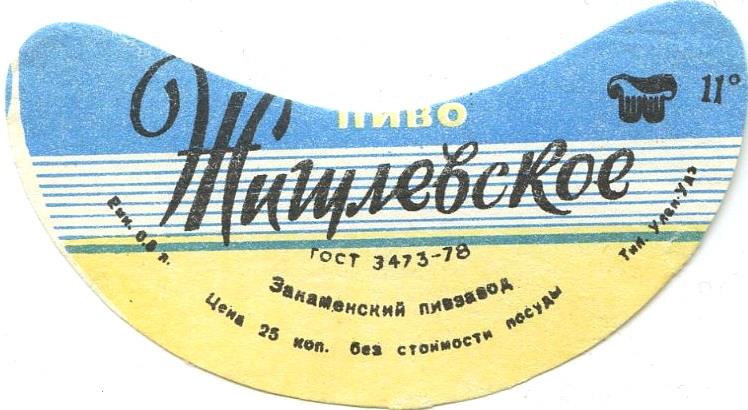 ПИВО
11°
Жигулевское
Емк. 0,5 л.
Тип. Улан-Удэ
ГОСТ 3473-78
Закаменский пивзавод
Цена 25 коп. без стоимости посуды